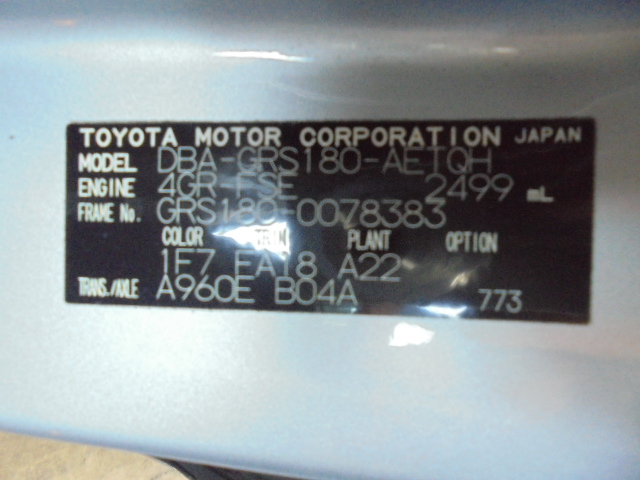 TOYOTA MOTOR CORPORATION JAPAN
MODEL DBA-GRS180-AETQH
ENGINE 4GR-FSE 2499 mL
FRAME No. GRS180-0078383
COLOR TRIM PLANT OPTION
1F7 FA18 A22
TRANS./AXLE A960E B04A 773